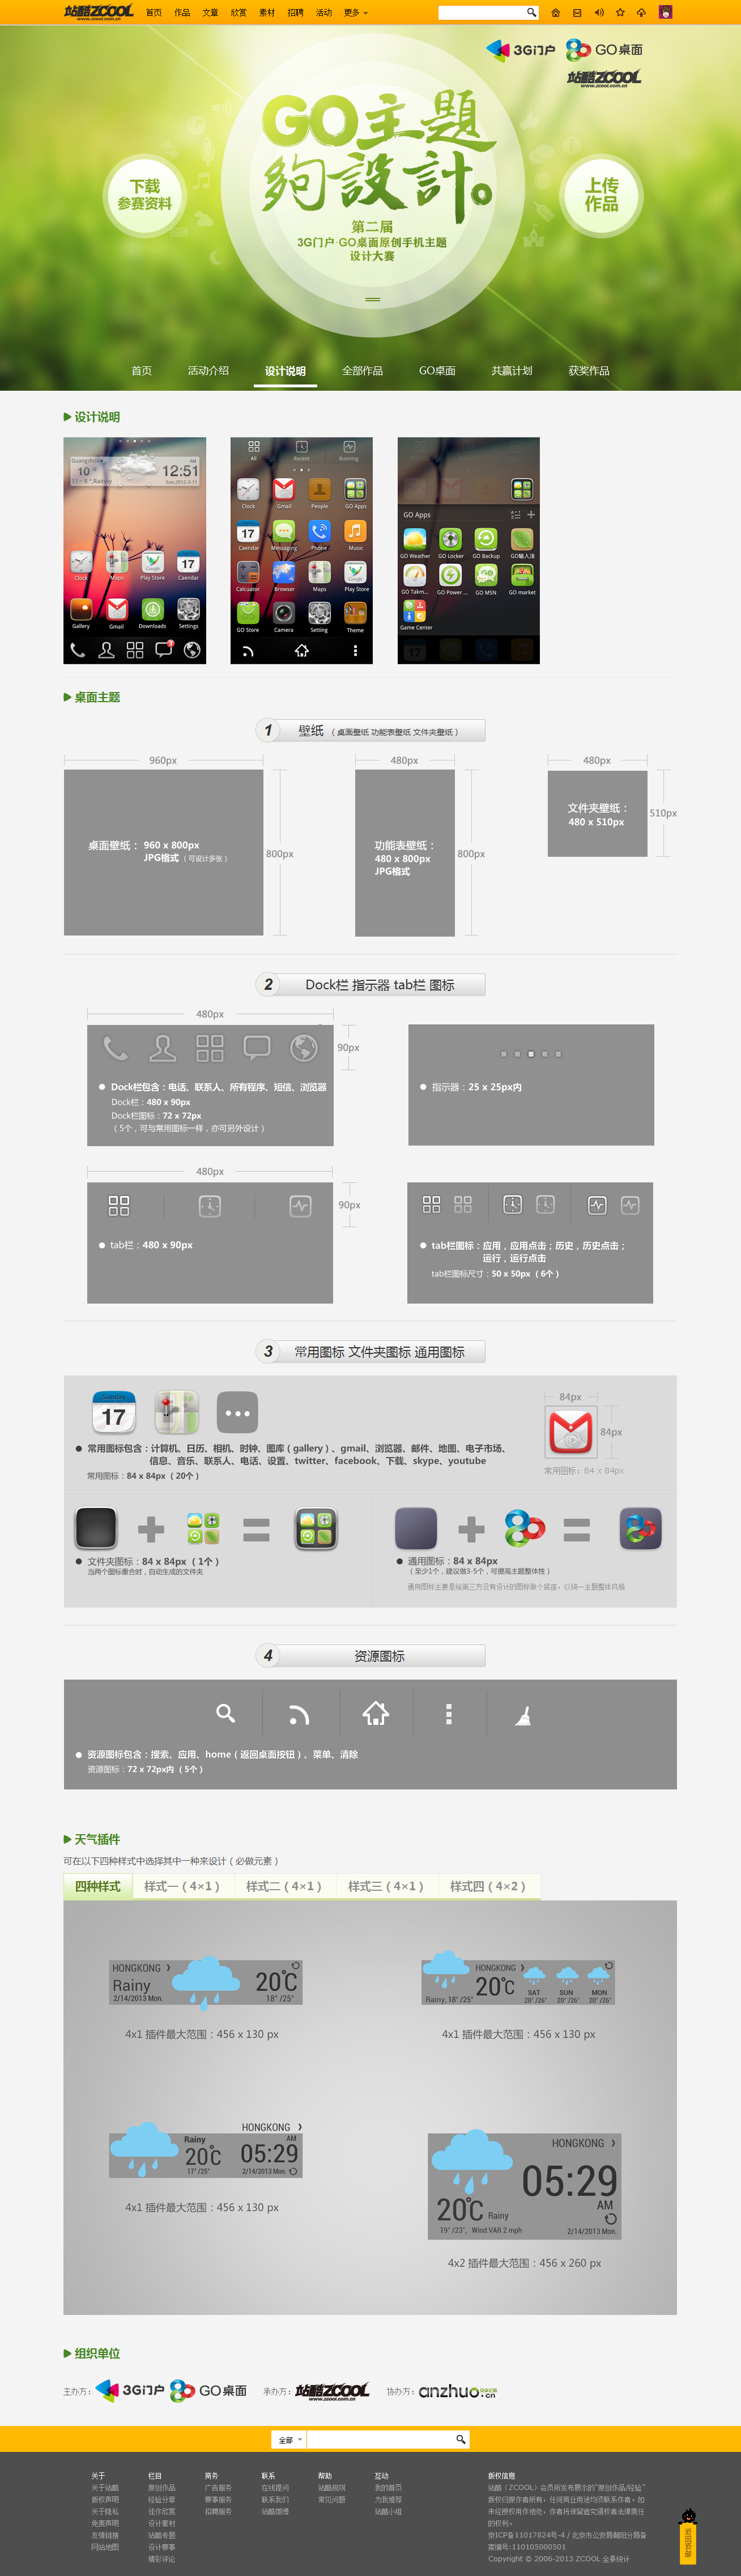 站酷ZCOOL
www.zcool.com.cn
首页 作品 文章 欣赏 素材 招聘 活动 更多
3G门户 GO桌面
站酷ZCOOL
www.zcool.com.cn
GO主题
夠設計。
下载
参赛资料
上传
作品
第二届
3G门户·GO桌面原创手机主题
设计大赛
首页 活动介绍 设计说明 全部作品 GO桌面 共赢计划 获奖作品
设计说明
12:51
All Recent Running
Clock Gmail People GO Apps
Caendar Messaging Phone Music
Calcuator Browser Maps Play Store
GO Store Camera Setting Theme
Clock Maps Play Store Caendar
Gallery Gmail Downloads Settings
GO Apps
GO Weather GO Locker GO Backup GO输入法
GO Takm... GO Power ... GO MSN GO market
Game Center
桌面主题
1 壁纸 （桌面壁纸 功能表壁纸 文件夹壁纸）
960px
480px
480px
桌面壁纸： 960 x 800px
JPG格式 （可设计多张）
800px
功能表壁纸：
480 x 800px
JPG格式
800px
文件夹壁纸：
480 x 510px
510px
2 Dock栏 指示器 tab栏 图标
480px
90px
Dock栏包含：电话、联系人、所有程序、短信、浏览器
Dock栏：480 x 90px
Dock栏图标：72 x 72px
（5个，可与常用图标一样，亦可另外设计）
指示器：25 x 25px内
480px
90px
tab栏：480 x 90px
tab栏图标：应用，应用点击；历史，历史点击；
运行，运行点击
tab栏图标尺寸：50 x 50px（6个）
3 常用图标 文件夹图标 通用图标
Sunday
17
84px
84px
常用图标：84 x 84px
常用图标包含：计算机、日历、相机、时钟、图库（gallery）、gmail、浏览器、邮件、地图、电子市场、
信息、音乐、联系人、电话、设置、twitter、facebook、下载、skype、youtube
常用图标：84 x 84px（20个）
文件夹图标：84 x 84px（1个）
当两个图标重合时，自动生成的文件夹
通用图标：84 x 84px
（至少1个，建议做3-5个，可提高主题整体性）
通用图标主要是给第三方没有设计的图标做个底座，以统一主题整体风格
4 资源图标
资源图标包含：搜索、应用、home（返回桌面按钮）、菜单、清除
资源图标：72 x 72px内（5个）
天气插件
可在以下四种样式中选择其中一种来设计（必做元素）
四种样式 样式一（4×1） 样式二（4×1） 样式三（4×1） 样式四（4×2）
HONGKONG
Rainy
2/14/2013 Mon.
20℃
18°/25°
4x1 插件最大范围：456 x 130 px
HONGKONG
20℃
Rainy, 18°/25°
SAT SUN MON
20°/26° 20°/26° 20°/26°
4x1 插件最大范围：456 x 130 px
HONGKONG
Rainy
20℃
17°/25°
AM
05:29
2/14/2013 Mon.
4x1 插件最大范围：456 x 130 px
HONGKONG
05:29
AM
20℃ Rainy
19°/23°, Wind:VAR 2 mph
2/14/2013 Mon.
4x2 插件最大范围：456 x 260 px
组织单位
主办方： 3G门户 GO桌面 承办方： 站酷ZCOOL www.zcool.com.cn 协办方： anzhuo.cn
全部
关于 栏目 商务 联系 帮助 互动 版权信息
关于站酷 原创作品 广告服务 在线提问 站酷规则 我的首页
版权声明 经验分享 赛事服务 联系我们 常见问题 为我推荐
关于隐私 佳作欣赏 招聘服务 站酷微博 站酷小组
免责声明 设计素材
友情链接 站酷专题
网站地图 设计赛事
精彩评论
站酷（ZCOOL）会员所发布展示的“原创作品/经验”
版权归原作者所有，任何商业用途均须联系作者。如
未经授权用作他处，作者将保留追究侵权者法律责任
的权利。
京ICP备11017824号-4 / 北京市公安局朝阳分局备
案编号:110105000501
Copyright © 2006-2013 ZCOOL